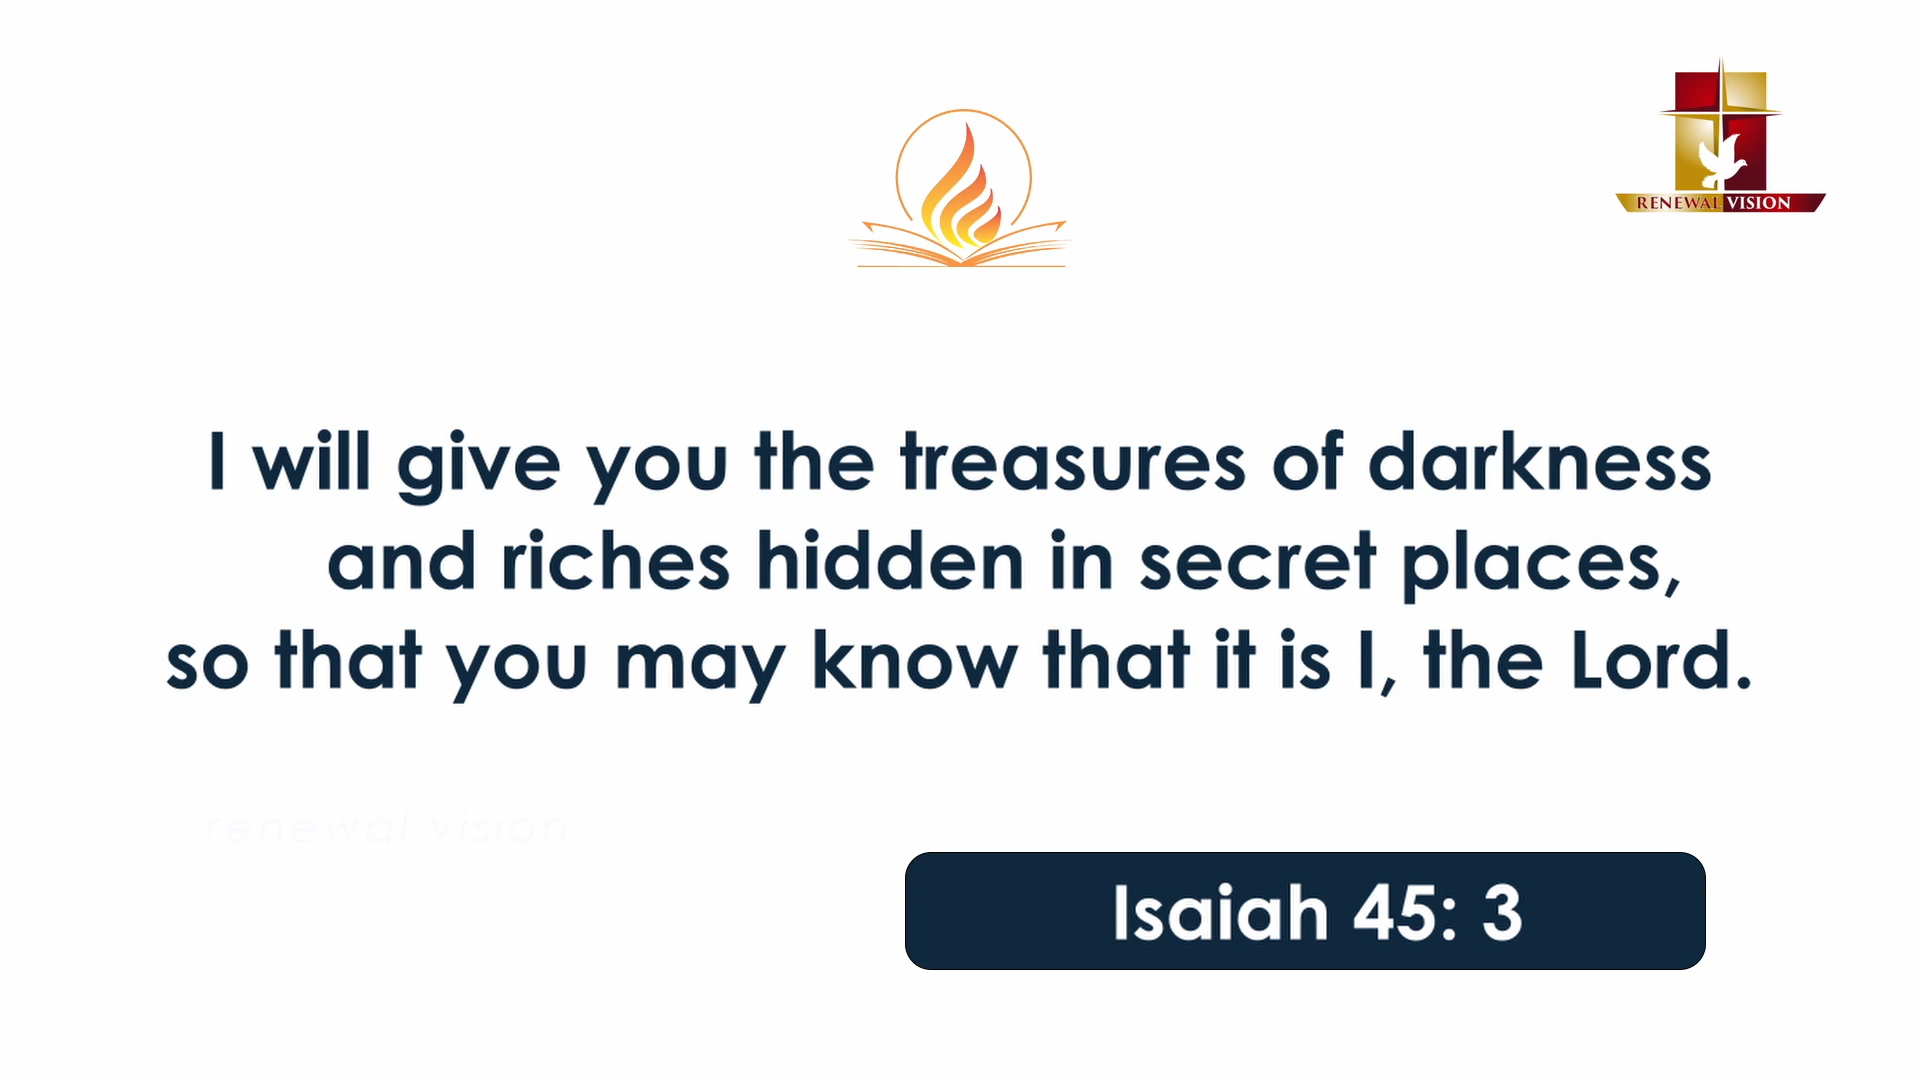 RENEWAL VISION
I will give you the treasures of darkness
and riches hidden in secret places,
so that you may know that it is I, the Lord.
renewal vision
Isaiah 45: 3